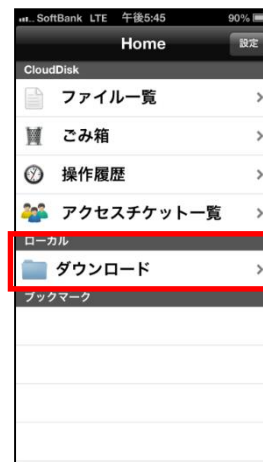 SoftBank LTE 午後5:45 90%
Home 設定
CloudDisk
ファイル一覧
ごみ箱
操作履歴
アクセスチケット一覧
ローカル
ダウンロード
ブックマーク